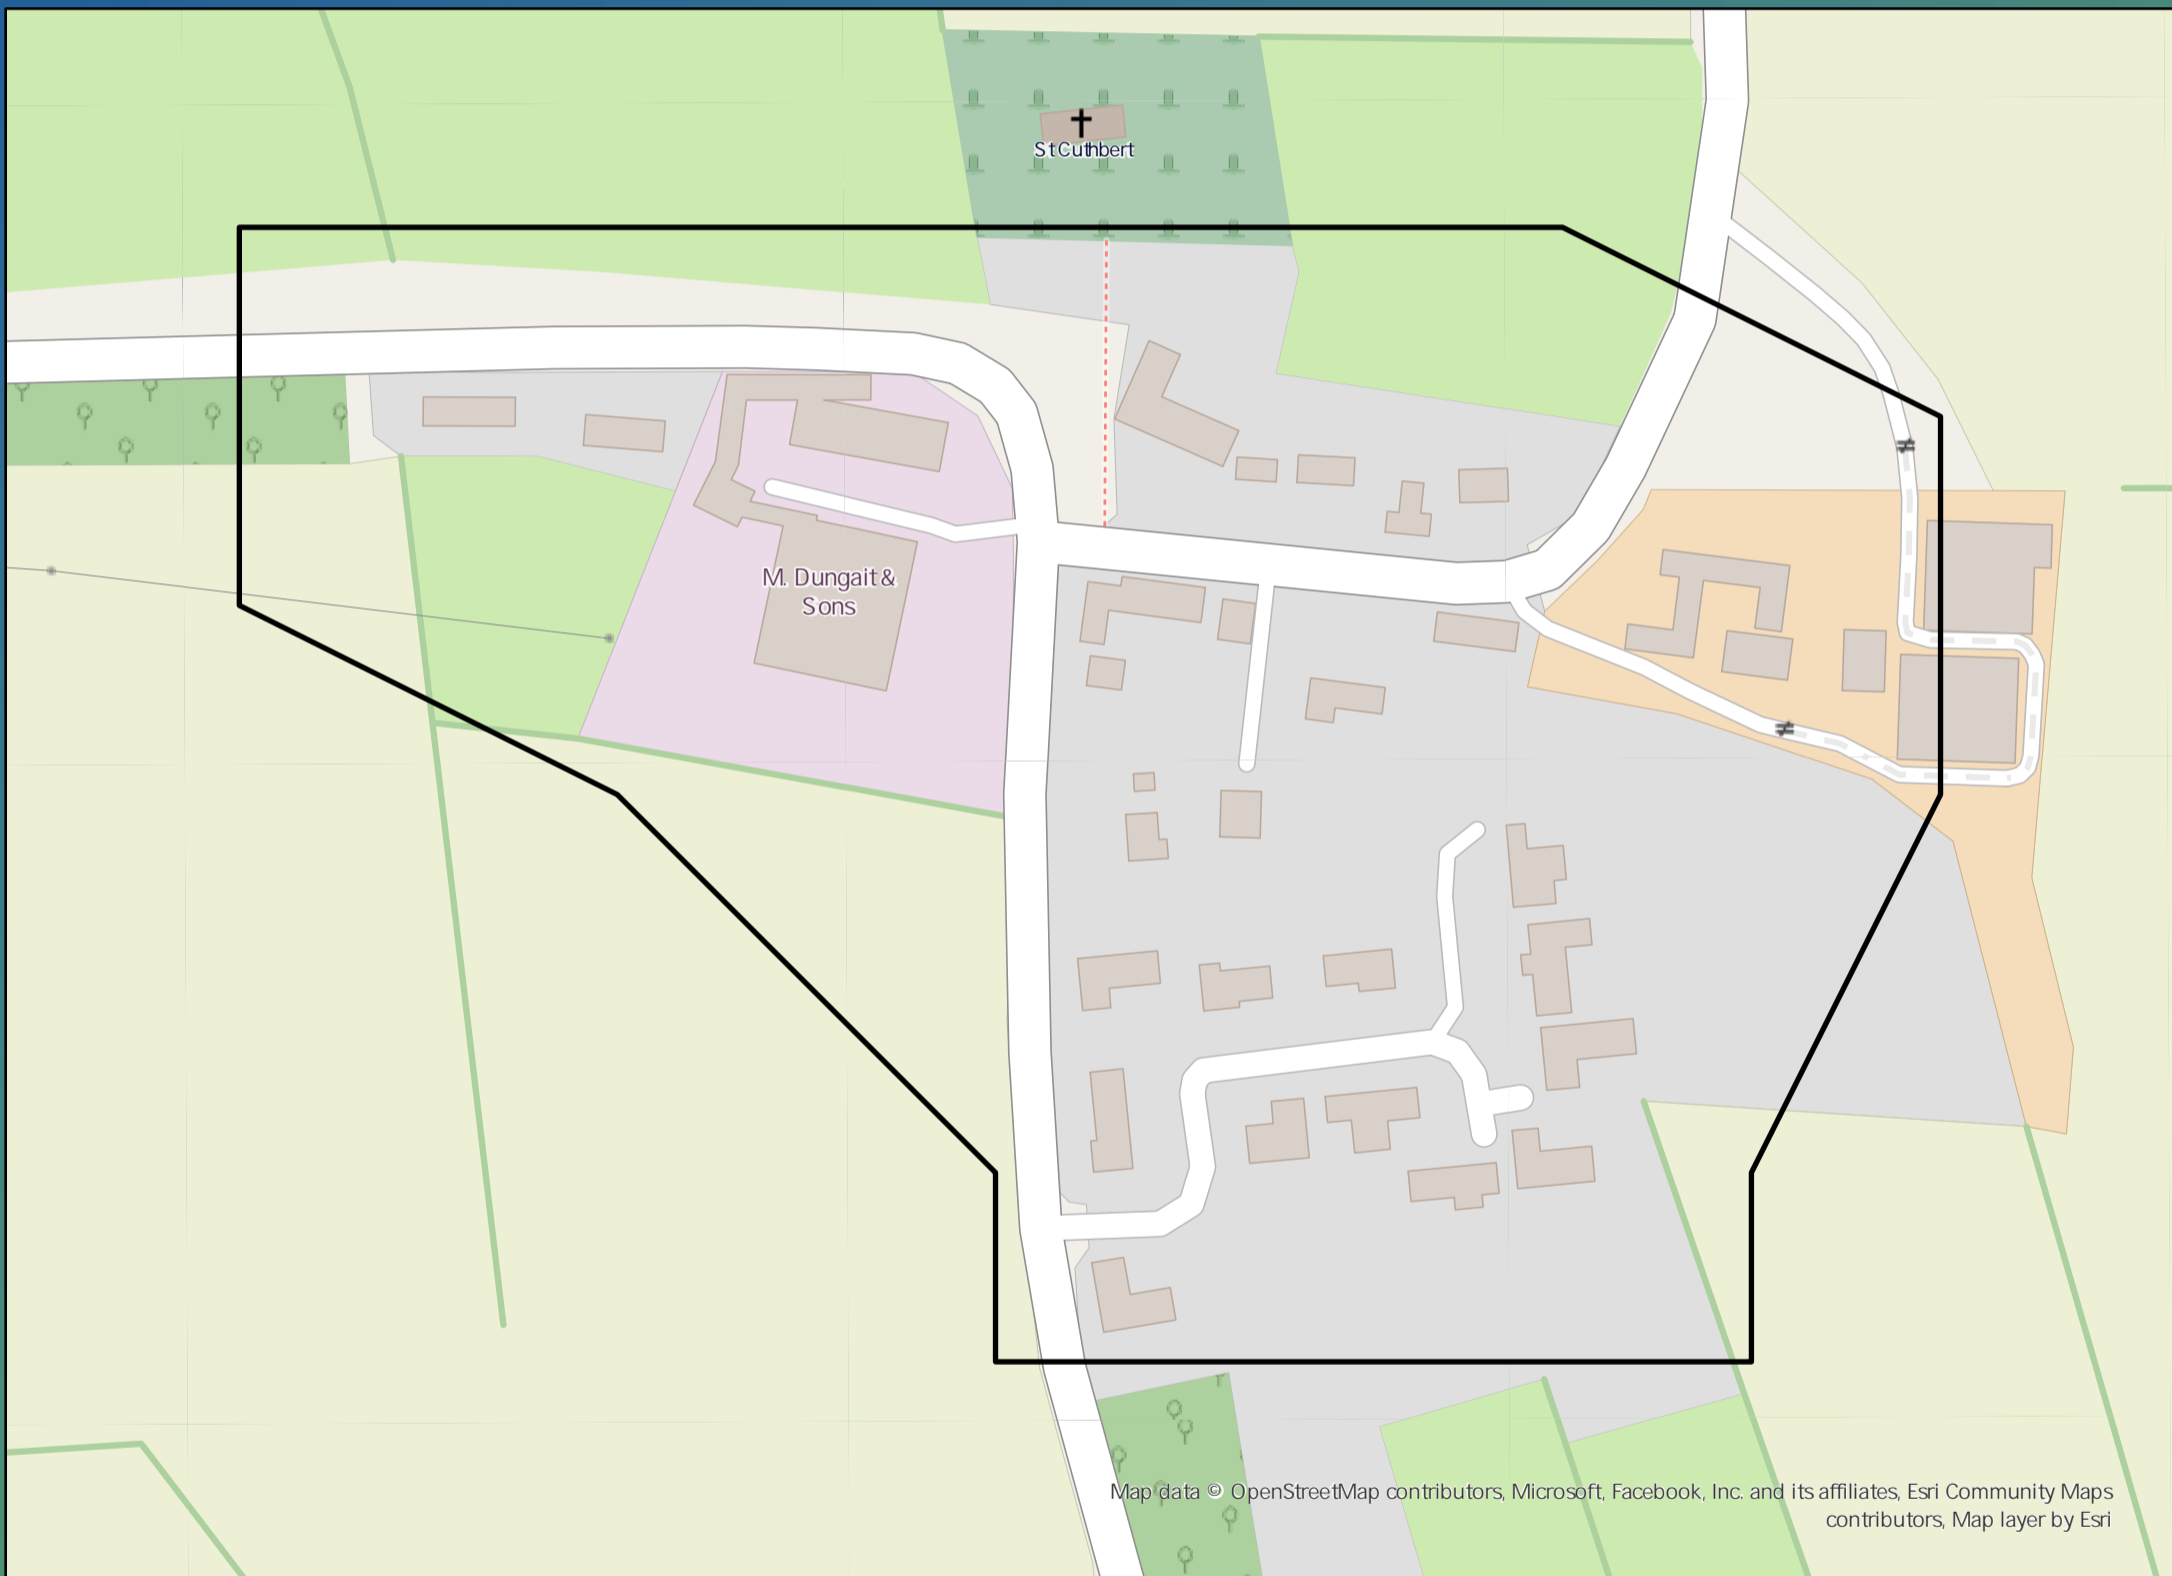 St Cuthbert
M. Dungait &
Sons
Map data © OpenStreetMap contributors, Microsoft, Facebook, Inc. and its affiliates, Esri Community Maps
contributors, Map layer by Esri